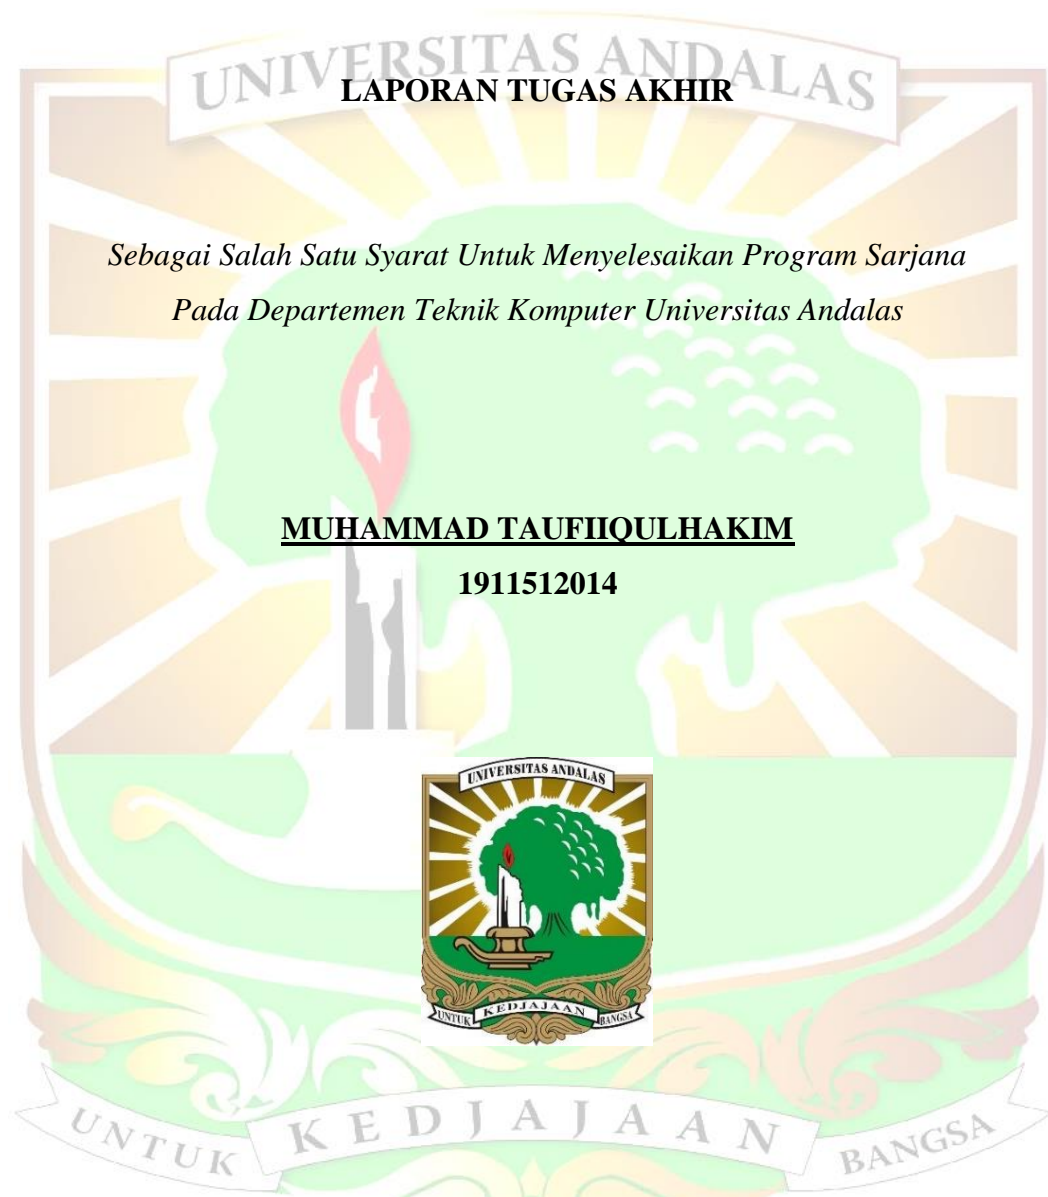 UNIVERSITAS ANDALAS
LAPORAN TUGAS AKHIR
Sebagai Salah Satu Syarat Untuk Menyelesaikan Program Sarjana
Pada Departemen Teknik Komputer Universitas Andalas
MUHAMMAD TAUFIIQULHAKIM
1911512014
UNIVERSITAS ANDALAS
UNTUK KEDJAJAAN BANGSA
UNTUK KEDJAJAAN BANGSA